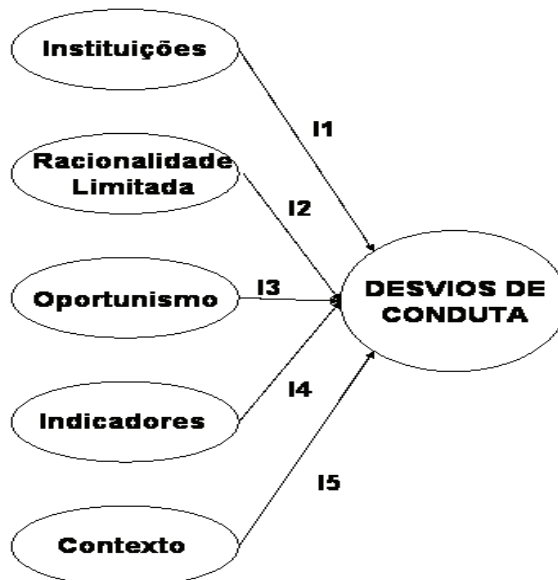 Instituições
I1
Racionalidade
Limitada
I2
Oportunismo
I3
DESVIOS DE
CONDUTA
Indicadores
I4
I5
Contexto